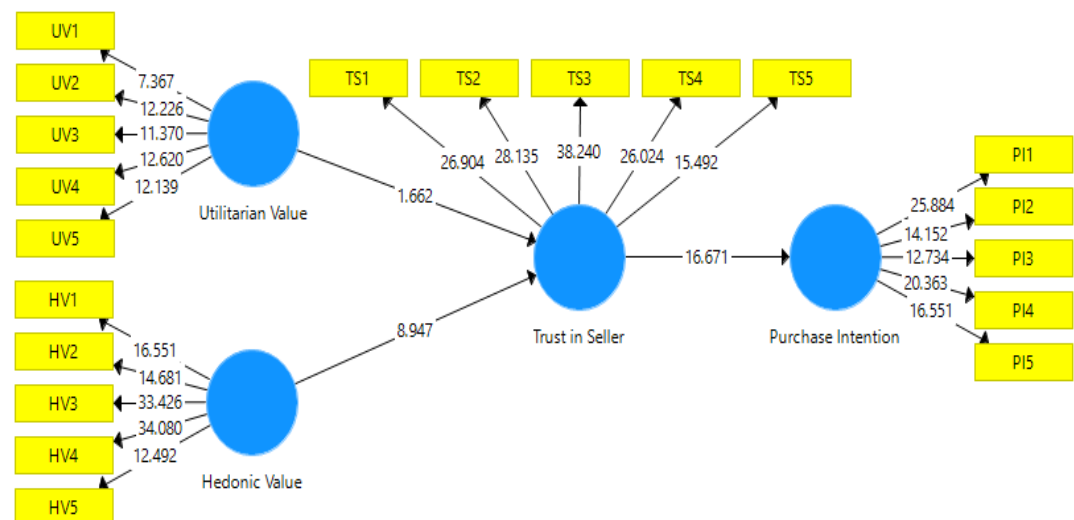 UV1
UV2
UV3
UV4
UV5
7.367
12.226
11.370
12.620
12.139
Utilitarian Value
HV1
HV2
HV3
HV4
HV5
16.551
14.681
33.426
34.080
12.492
Hedonic Value
1.662
8.947
TS1
TS2
TS3
TS4
TS5
26.904
28.135
38.240
26.024
15.492
Trust in Seller
16.671
Purchase Intention
25.884
14.152
12.734
20.363
16.551
PI1
PI2
PI3
PI4
PI5